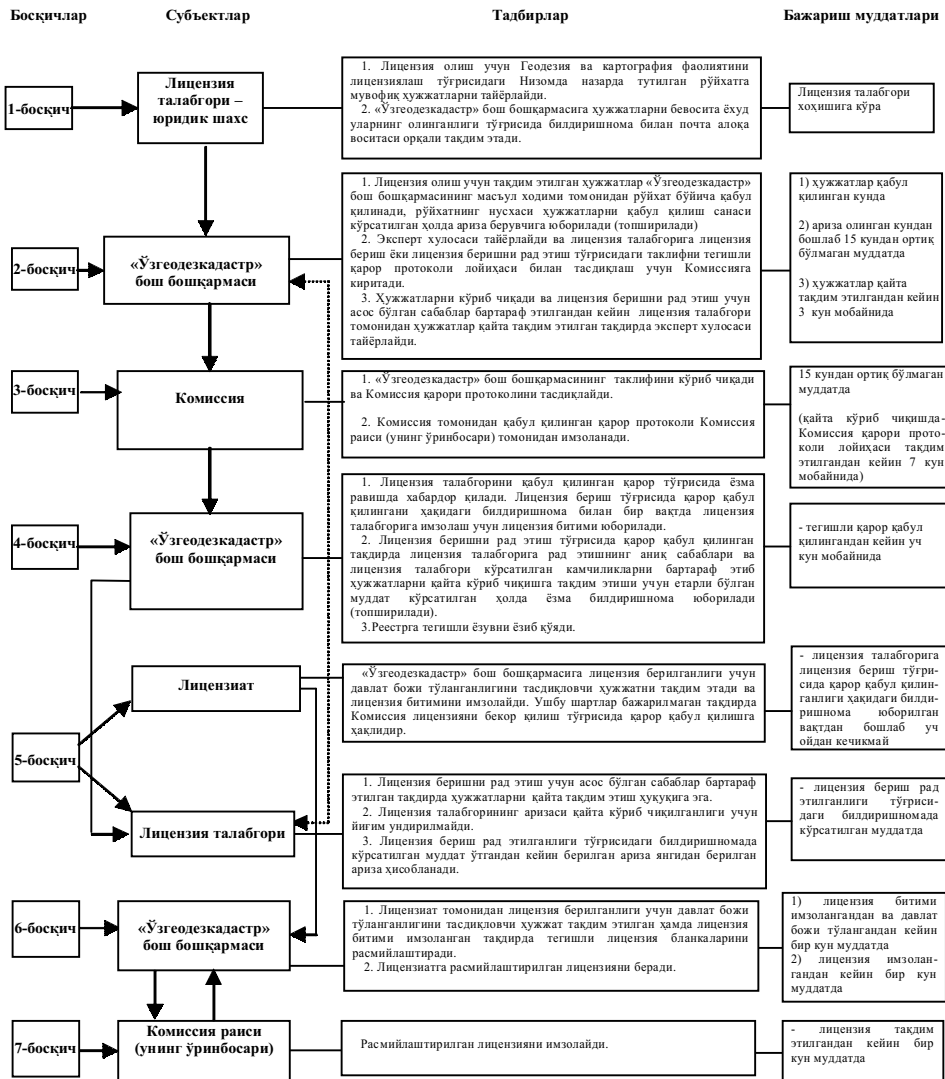 Босқичлар Субъектлар Тадбирлар Бажариш муддатлари
1-босқич
Лицензия
талабгори –
юридик шахс
1. Лицензия олиш учун Геодезия ва картография фаолиятини
лицензиялаш тўғрисидаги Низомда назарда тутилган рўйхатга
мувофиқ ҳужжатларни тайёрлайди.
2. «Ўзгеодезкадастр» бош бошқармасига ҳужжатларни бевосита ёхуд
уларнинг олинганлиги тўғрисида билдиришнома билан почта алоқа
воситаси орқали тақдим этади.
Лицензия талабгори
хоҳишига кўра
2-босқич
«Ўзгеодезкадастр»
бош бошқармаси
1. Лицензия олиш учун тақдим этилган ҳужжатлар «Ўзгеодезкадастр»
бош бошқармасининг масъул ходими томонидан рўйхат бўйича қабул
қилинади, рўйхатнинг нусхаси ҳужжатларни қабул қилиш санаси
кўрсатилган ҳолда ариза берувчига юборилади (топширилади)
2. Эксперт хулосаси тайёрлайди ва лицензия талабгорига лицензия
бериш ёки лицензия беришни рад этиш тўғрисидаги таклифни тегишли
қарор протоколи лойиҳаси билан тасдиқлаш учун Комиссияга
киритади.
3. Ҳужжатларни кўриб чиқади ва лицензия беришни рад этиш учун
асос бўлган сабаблар бартараф этилгандан кейин лицензия талабгори
томонидан ҳужжатлар қайта тақдим этилган тақдирда эксперт хулосаси
тайёрлайди.
1) ҳужжатлар қабул
қилинган кунда
2) ариза олинган кундан
бошлаб 15 кундан ортиқ
бўлмаган муддатда
3) ҳужжатлар қайта
тақдим этилгандан кейин
3 кун мобайнида
3-босқич
Комиссия
1. «Ўзгеодезкадастр» бош бошқармасининг таклифини кўриб чиқади
ва Комиссия қарори протоколини тасдиқлайди.
2. Комиссия томонидан қабул қилинган қарор протоколи Комиссия
раиси (унинг ўринбосари) томонидан имзоланади.
15 кундан ортиқ бўлмаган
муддатда
(қайта кўриб чиқишда-
Комиссия қарори прото-
коли лойиҳаси тақдим
этилгандан кейин 7 кун
мобайнида)
4-босқич
«Ўзгеодезкадастр»
бош бошқармаси
1. Лицензия талабгорини қабул қилинган қарор тўғрисида ёзма
равишда хабардор қилади. Лицензия бериш тўғрисида қарор қабул
қилингани ҳақидаги билдиришнома билан бир вақтда лицензия
талабгорига имзолаш учун лицензия битими юборилади.
2. Лицензия беришни рад этиш тўғрисида қарор қабул қилинган
тақдирда лицензия талабгорига рад этишнинг аниқ сабаблари ва
лицензия талабгори кўрсатилган камчиликларни бартараф этиб
ҳужжатларни қайта кўриб чиқишга тақдим этиши учун етарли бўлган
муддат кўрсатилган ҳолда ёзма билдиришнома юборилади
(топширилади).
3.Реестрга тегишли ёзувни ёзиб қўяди.
- тегишли қарор қабул
қилингандан кейин уч
кун мобайнида
5-босқич
Лицензиат
«Ўзгеодезкадастр» бош бошқармасига лицензия берилганлиги учун
давлат божи тўланганлигини тасдиқловчи ҳужжатни тақдим этади ва
лицензия битимини имзолайди. Ушбу шартлар бажарилмаган тақдирда
Комиссия лицензияни бекор қилиш тўғрисида қарор қабул қилишга
ҳақлидир.
- лицензия талабгорига
лицензия бериш тўғри-
сида қарор қабул қилин-
ганлиги ҳақидаги билди-
ришнома юборилган
вақтдан бошлаб уч
ойдан кечикмай
Лицензия талабгори
1. Лицензия беришни рад этиш учун асос бўлган сабаблар бартараф
этилган тақдирда ҳужжатларни қайта тақдим этиш ҳуқуқига эга.
2. Лицензия талабгорининг аризаси қайта кўриб чиқилганлиги учун
йиғим ундирилмайди.
3. Лицензия бериш рад этилганлиги тўғрисидаги билдиришномада
кўрсатилган муддат ўтгандан кейин берилган ариза янгидан берилган
ариза ҳисобланади.
- лицензия бериш рад
этилганлиги тўғриси-
даги билдиришномада
кўрсатилган муддатда
6-босқич
«Ўзгеодезкадастр»
бош бошқармаси
1. Лицензиат томонидан лицензия берилганлиги учун давлат божи
тўланганлигини тасдиқловчи ҳужжат тақдим этилган ҳамда лицензия
битими имзоланган тақдирда тегишли лицензия бланкаларини
расмийлаштиради.
2. Лицензиатга расмийлаштирилган лицензияни беради.
1) лицензия битими
имзолангандан ва давлат
божи тўлангандан кейин
бир кун муддатда
2) лицензия имзолан-
гандан кейин бир кун
муддатда
7-босқич
Комиссия раиси
(унинг ўринбосари)
Расмийлаштирилган лицензияни имзолайди.
- лицензия тақдим
этилгандан кейин бир
кун муддатда